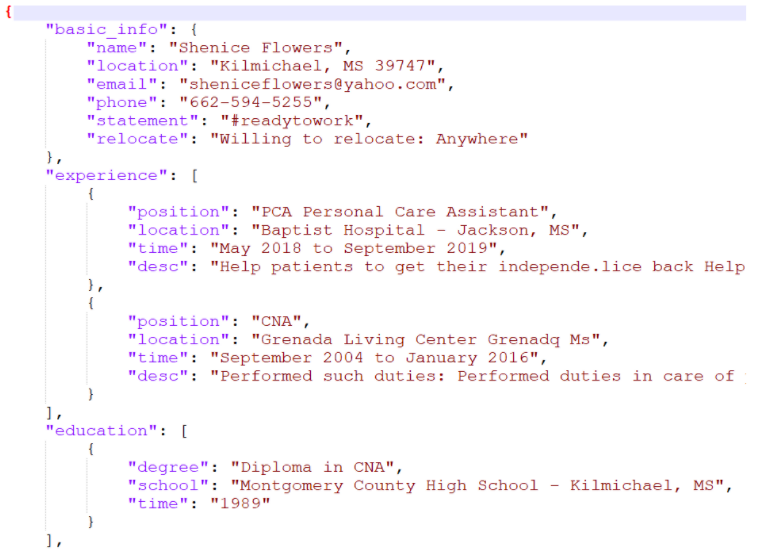 {
"basic_info": {
"name": "Shenice Flowers",
"location": "Kilmichael, MS 39747",
"email": "sheniceflowers@yahoo.com",
"phone": "662-594-5255",
"statement": "#readytowork",
"relocate": "Willing to relocate: Anywhere"
},
"experience": [
{
"position": "PCA Personal Care Assistant",
"location": "Baptist Hospital - Jackson, MS",
"time": "May 2018 to September 2019",
"desc": "Help patients to get their independe.lice back Help
},
{
"position": "CNA",
"location": "Grenada Living Center Grenadq Ms",
"time": "September 2004 to January 2016",
"desc": "Performed such duties: Performed duties in care of
}
],
"education": [
{
"degree": "Diploma in CNA",
"school": "Montgomery County High School - Kilmichael, MS",
"time": "1989"
}
],